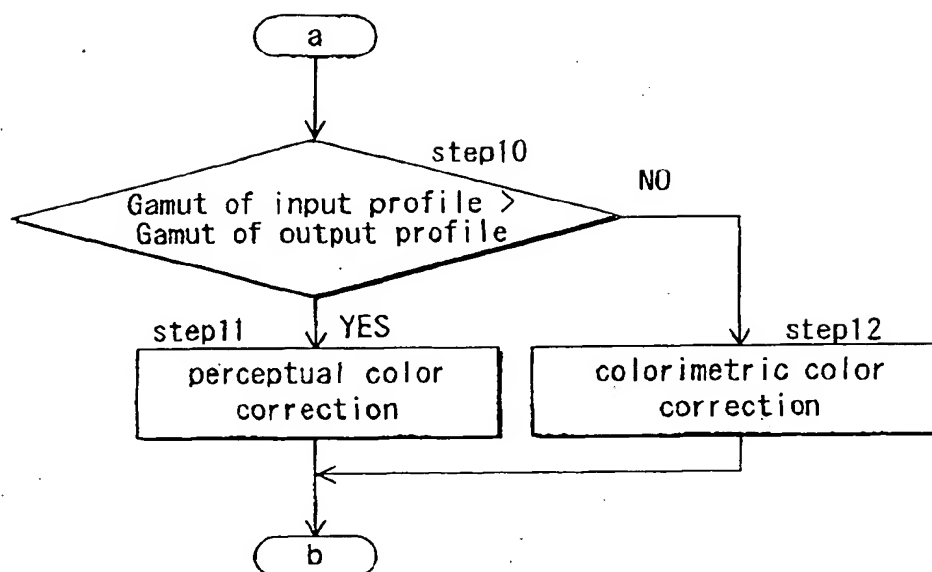 a
step10
Gamut of input profile >
Gamut of output profile
NO
step11
YES
step12
perceptual color
correction
colorimetric color
correction
b